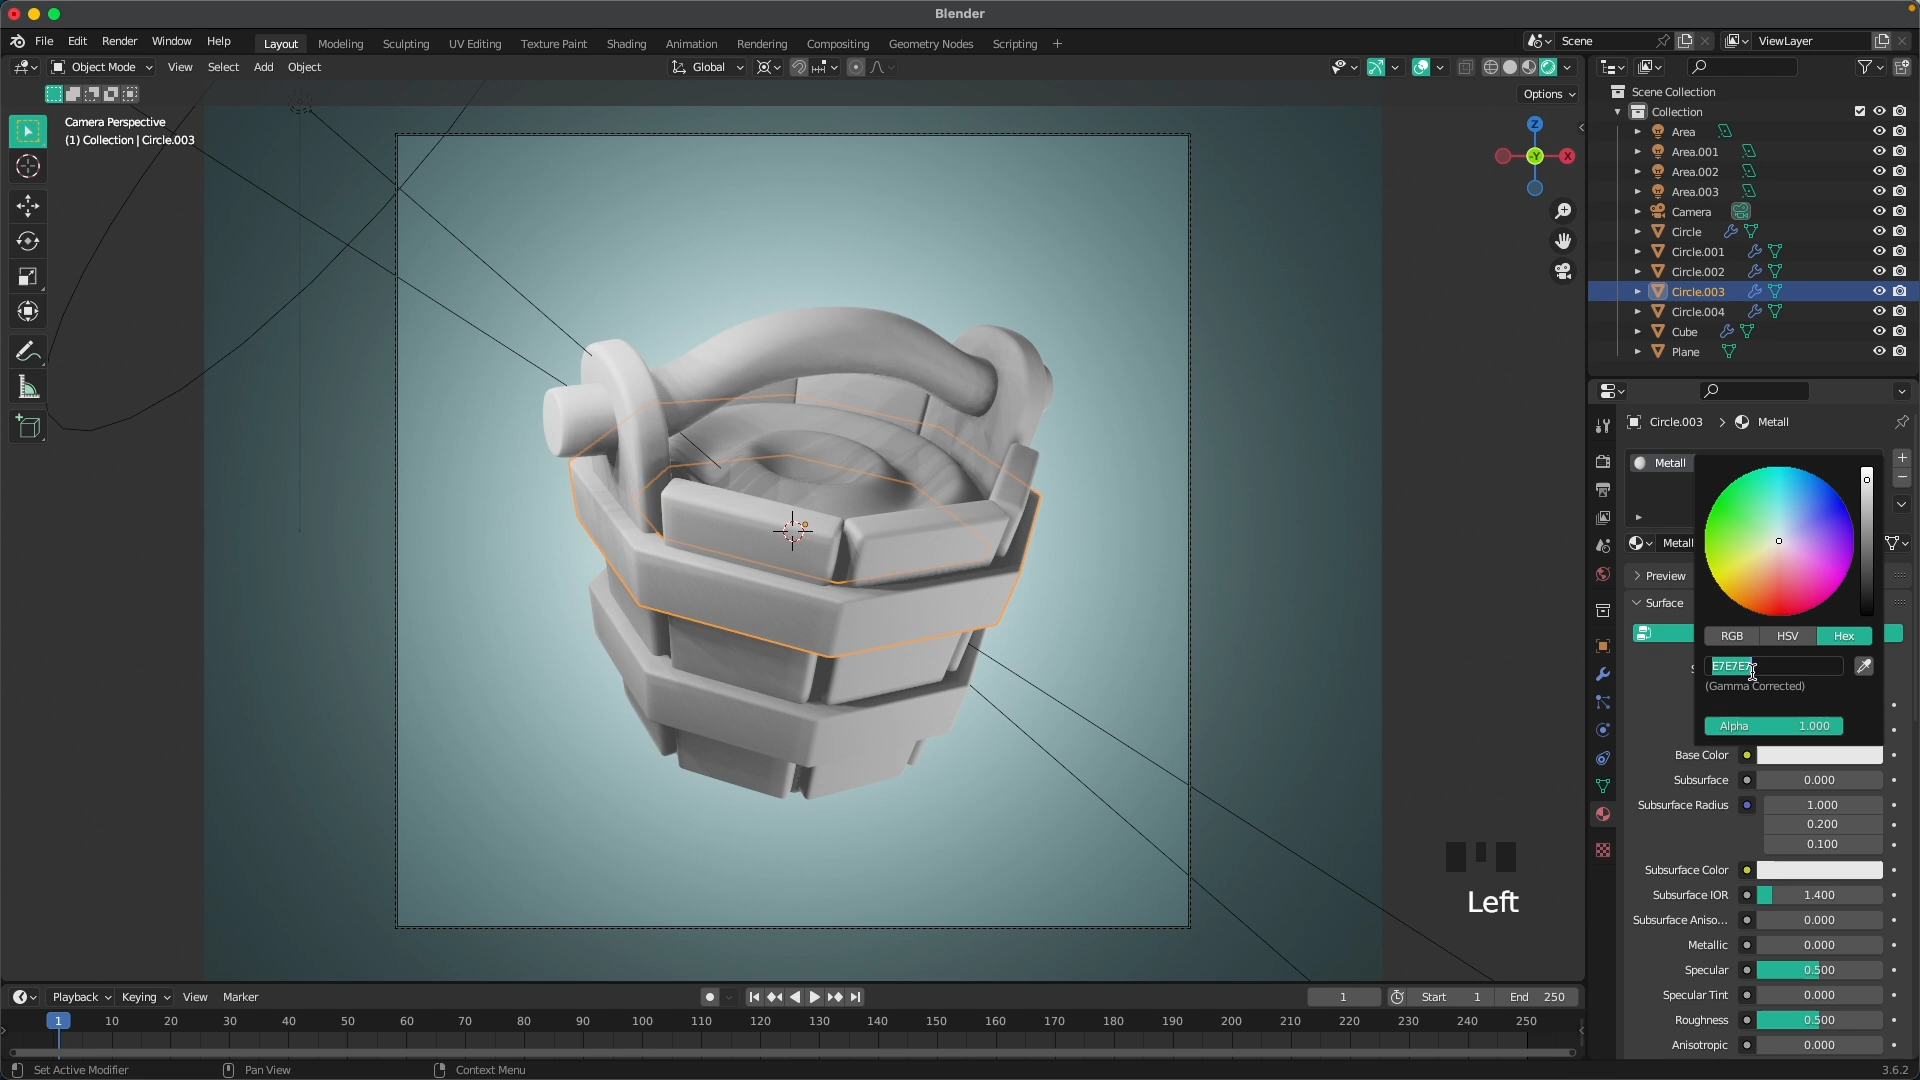 Blender
File Edit Render Window Help
Layout Modeling Sculpting UV Editing Texture Paint Shading Animation Rendering Compositing Geometry Nodes Scripting +
Scene
ViewLayer
Object Mode View Select Add Object
Global
Options
Camera Perspective
(1) Collection | Circle.003
Z
-Y
X
Scene Collection
Collection
Area
Area.001
Area.002
Area.003
Camera
Circle
Circle.001
Circle.002
Circle.003
Circle.004
Cube
Plane
Circle.003 > Metall
Metall
Metall
Preview
Surface
RGB HSV Hex
E7E7E7
(Gamma Corrected)
Alpha 1.000
Base Color
Subsurface 0.000
Subsurface Radius 1.000
0.200
0.100
Subsurface Color
Subsurface IOR 1.400
Subsurface Aniso... 0.000
Metallic 0.000
Specular 0.500
Specular Tint 0.000
Roughness 0.500
Anisotropic 0.000
Left
Playback Keying View Marker
1 Start 1 End 250
1 10 20 30 40 50 60 70 80 90 100 110 120 130 140 150 160 170 180 190 200 210 220 230 240 250
Set Active Modifier Pan View Context Menu 3.6.2